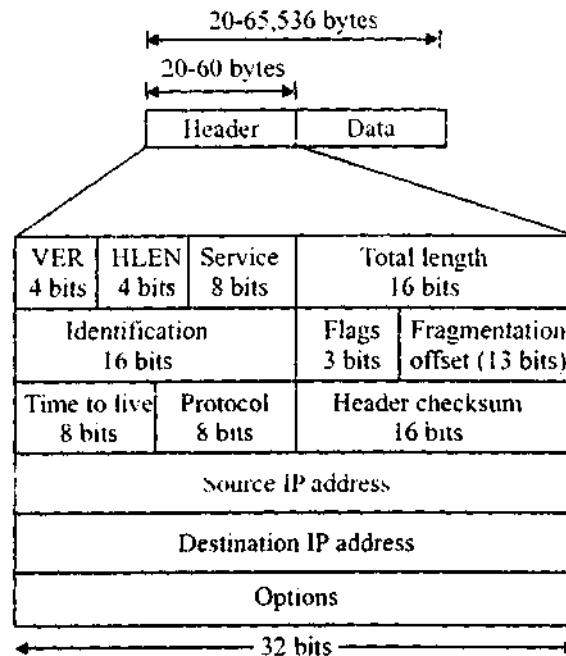 20-65,536 bytes
20-60 bytes
Header Data
VER HLEN Service Total length
4 bits 4 bits 8 bits 16 bits
Identification Flags Fragmentation
16 bits 3 bits offset (13 bits)
Time to live Protocol Header checksum
8 bits 8 bits 16 bits
Source IP address
Destination IP address
Options
32 bits